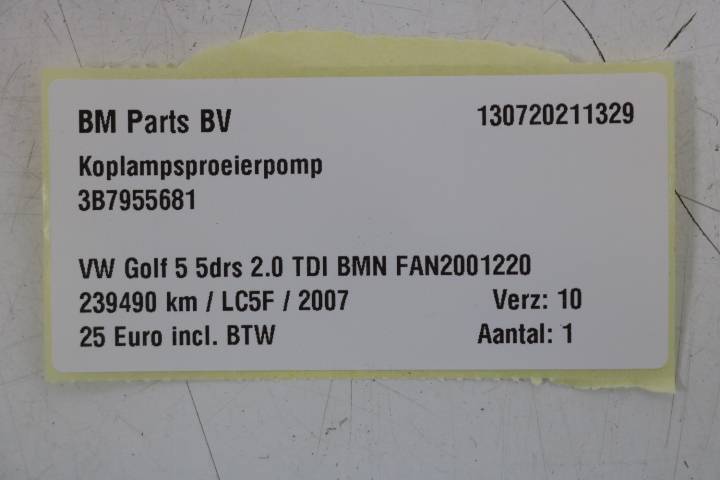 BM Parts BV 130720211329
Koplampsproeierpomp
3B7955681
VW Golf 5 5drs 2.0 TDI BMN FAN2001220
239490 km / LC5F / 2007 Verz: 10
25 Euro incl. BTW Aantal: 1